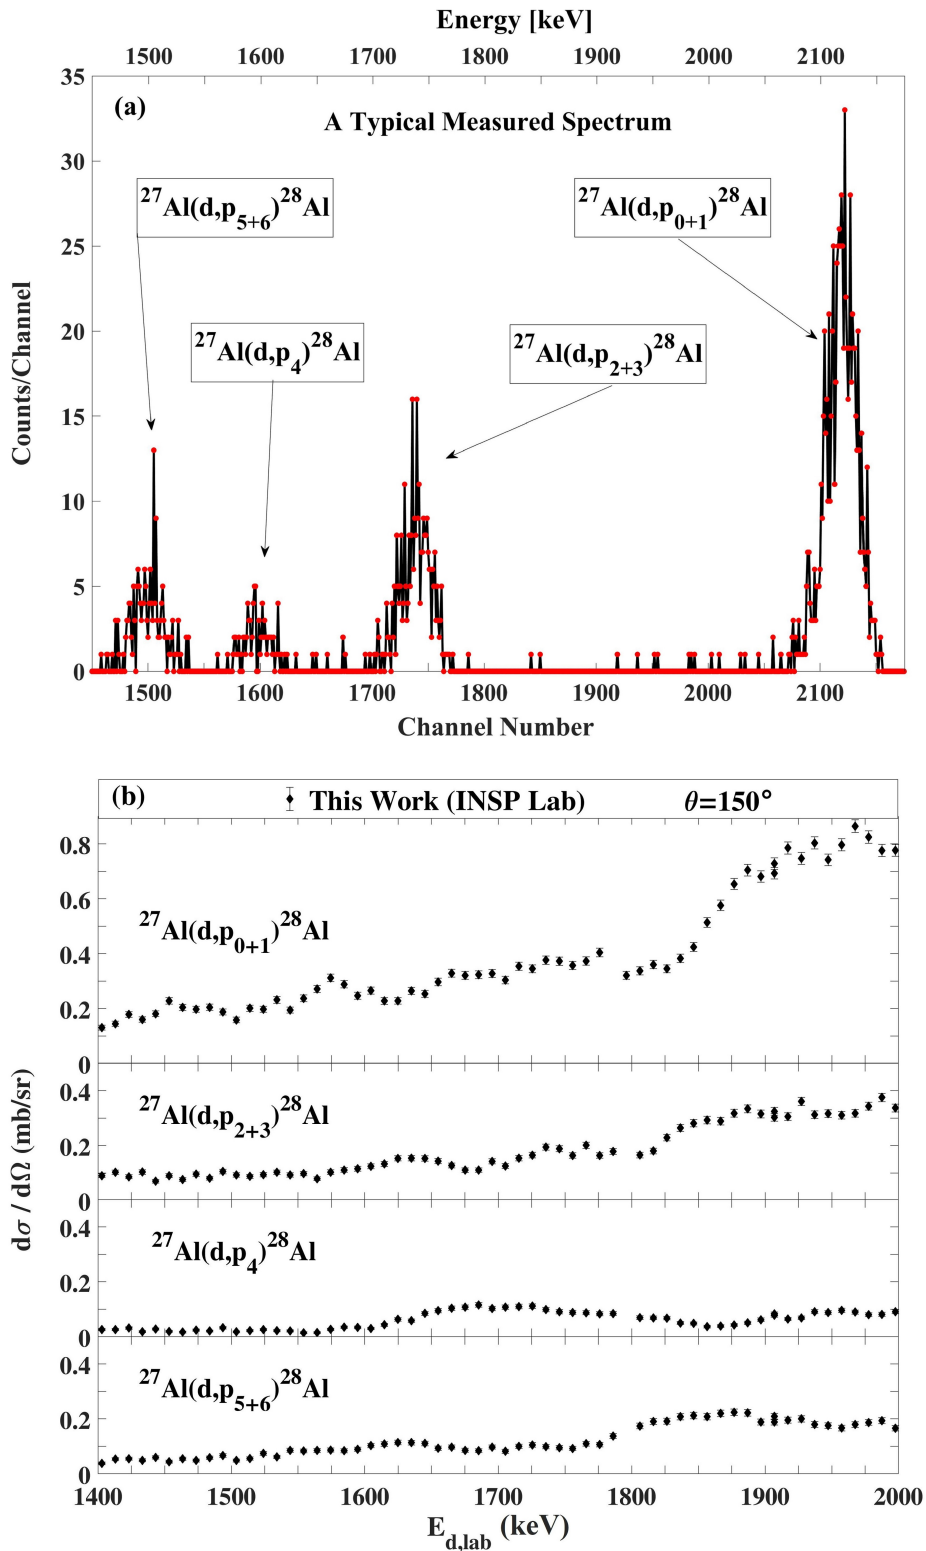 Energy [keV]
1500 1600 1700 1800 1900 2000 2100
(a)
A Typical Measured Spectrum
35
30
25
20
15
10
5
0
27Al(d,p5+6)28Al
27Al(d,p0+1)28Al
27Al(d,p4)28Al
27Al(d,p2+3)28Al
Counts/Channel
1500 1600 1700 1800 1900 2000 2100
Channel Number
(b) This Work (INSP Lab) θ=150°
0.8
0.6
0.4
0.2
0
27Al(d,p0+1)28Al
0.4
0.2
0
27Al(d,p2+3)28Al
0.4
0.2
0
27Al(d,p4)28Al
0.4
0.2
0
27Al(d,p5+6)28Al
dσ / dΩ (mb/sr)
1400 1500 1600 1700 1800 1900 2000
Ed,lab (keV)